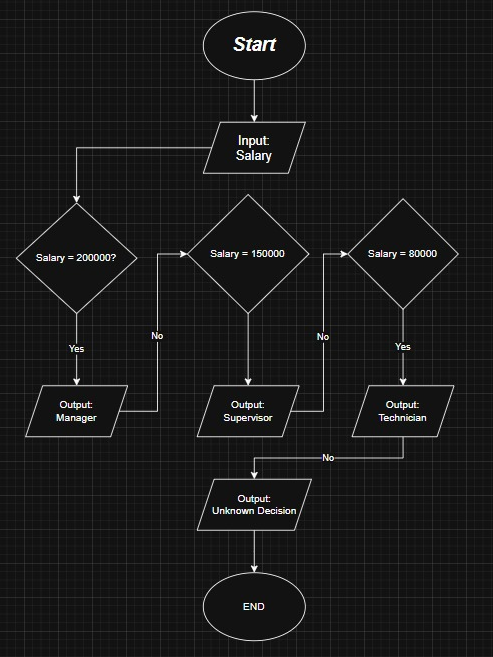 Start
Input:
Salary
Salary = 200000?
Salary = 150000
Salary = 80000
Yes
No
No
Yes
Output:
Manager
Output:
Supervisor
Output:
Technician
No
Output:
Unknown Decision
END